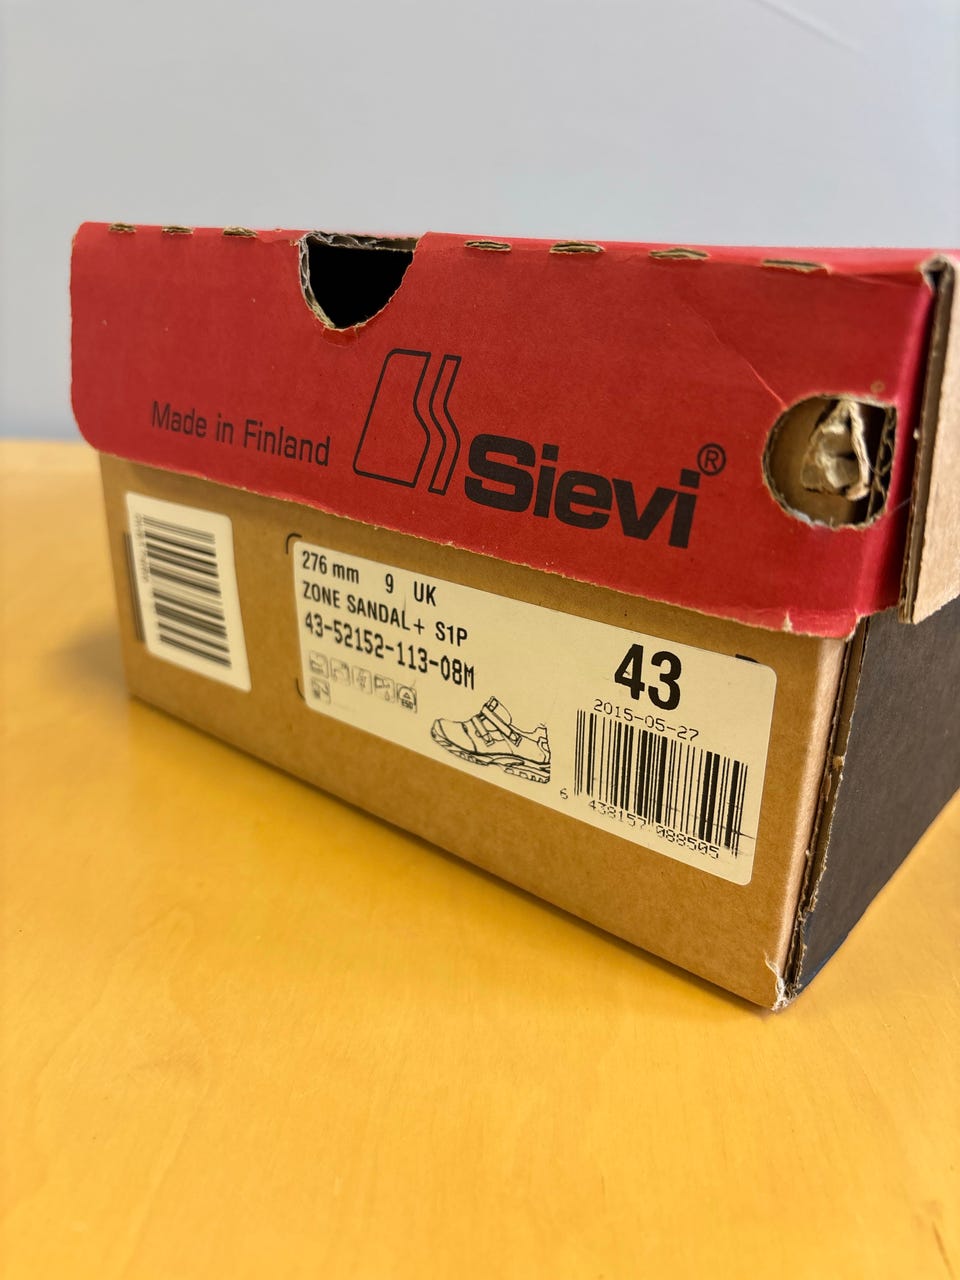 Made in Finland
Sievi®
276 mm 9 UK
ZONE SANDAL+ S1P
43-52152-113-08M
ESD
43
2015-05-27
6 438157 088505